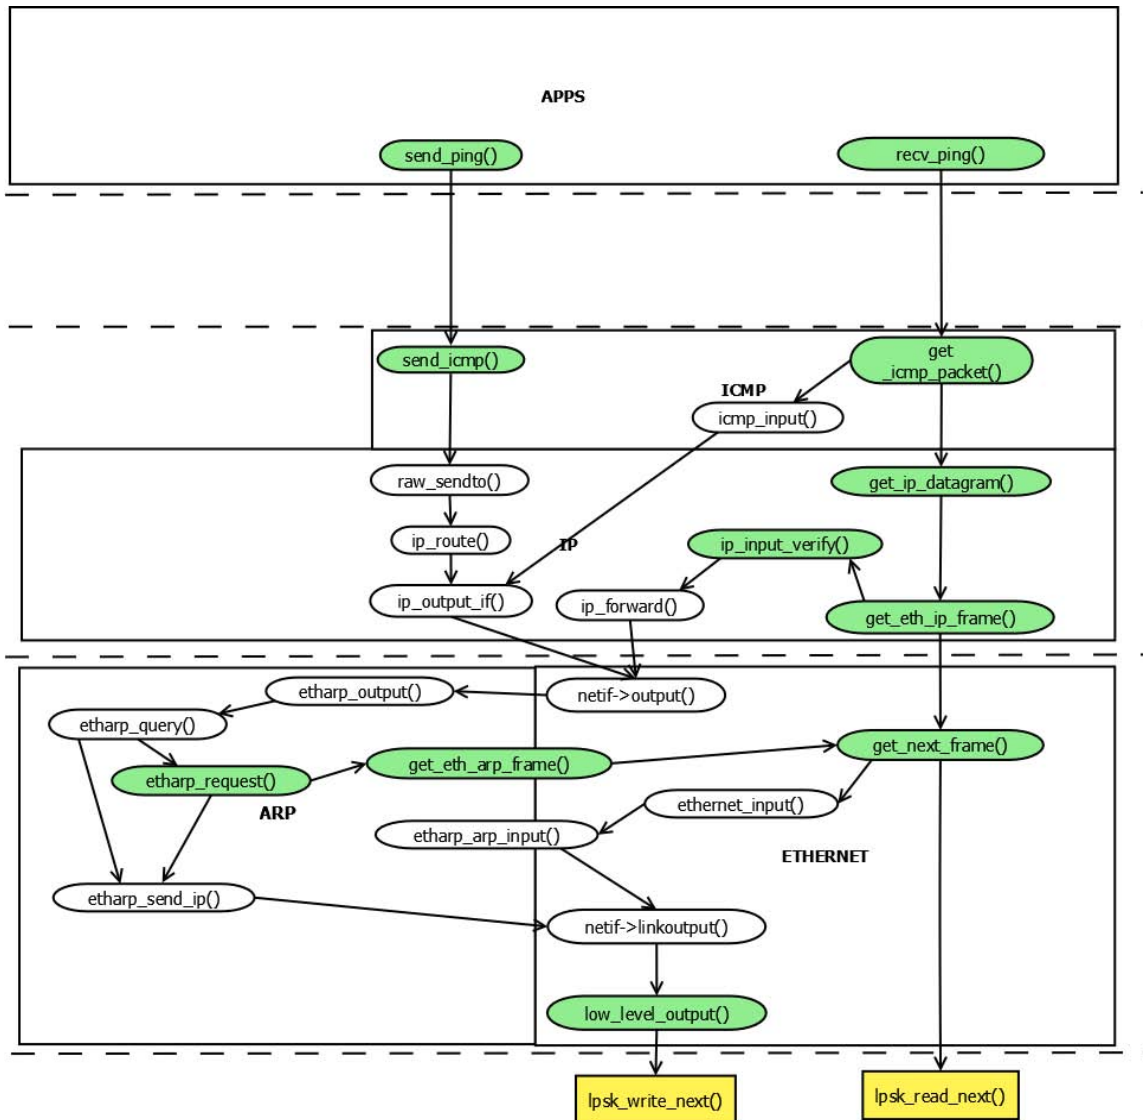 APPS
send_ping()
recv_ping()
send_icmp()
get
_icmp_packet()
ICMP
icmp_input()
raw_sendto()
get_ip_datagram()
ip_route()
IP
ip_input_verify()
ip_output_if()
ip_forward()
get_eth_ip_frame()
etharp_output()
netif->output()
etharp_query()
get_next_frame()
get_eth_arp_frame()
etharp_request()
ethernet_input()
ARP
etharp_arp_input()
ETHERNET
etharp_send_ip()
netif->linkoutput()
low_level_output()
lpsk_write_next()
lpsk_read_next()